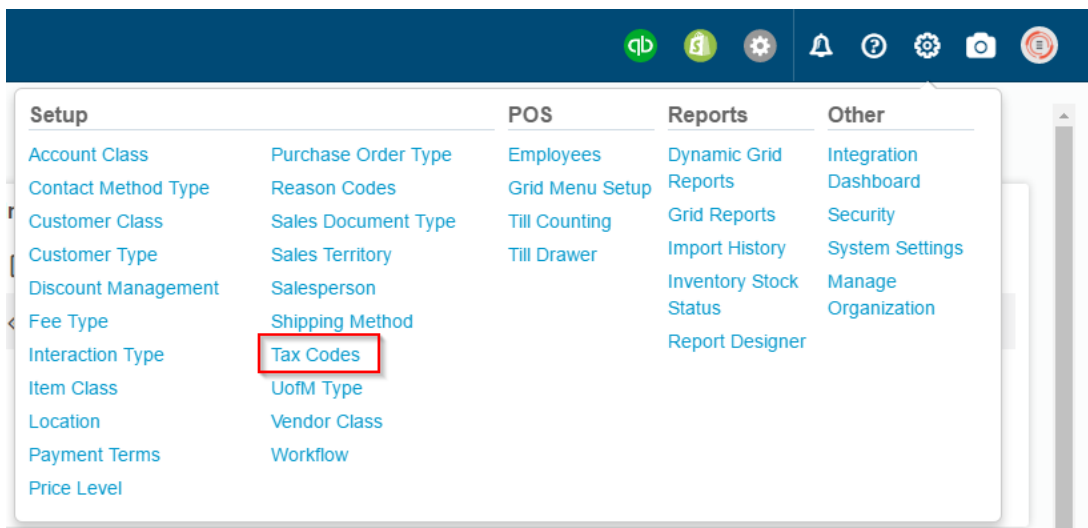 qb
Setup
Account Class
Contact Method Type
Customer Class
Customer Type
Discount Management
Fee Type
Interaction Type
Item Class
Location
Payment Terms
Price Level
Purchase Order Type
Reason Codes
Sales Document Type
Sales Territory
Salesperson
Shipping Method
Tax Codes
UofM Type
Vendor Class
Workflow
POS
Employees
Grid Menu Setup
Till Counting
Till Drawer
Reports
Dynamic Grid
Reports
Grid Reports
Import History
Inventory Stock
Status
Report Designer
Other
Integration
Dashboard
Security
System Settings
Manage
Organization